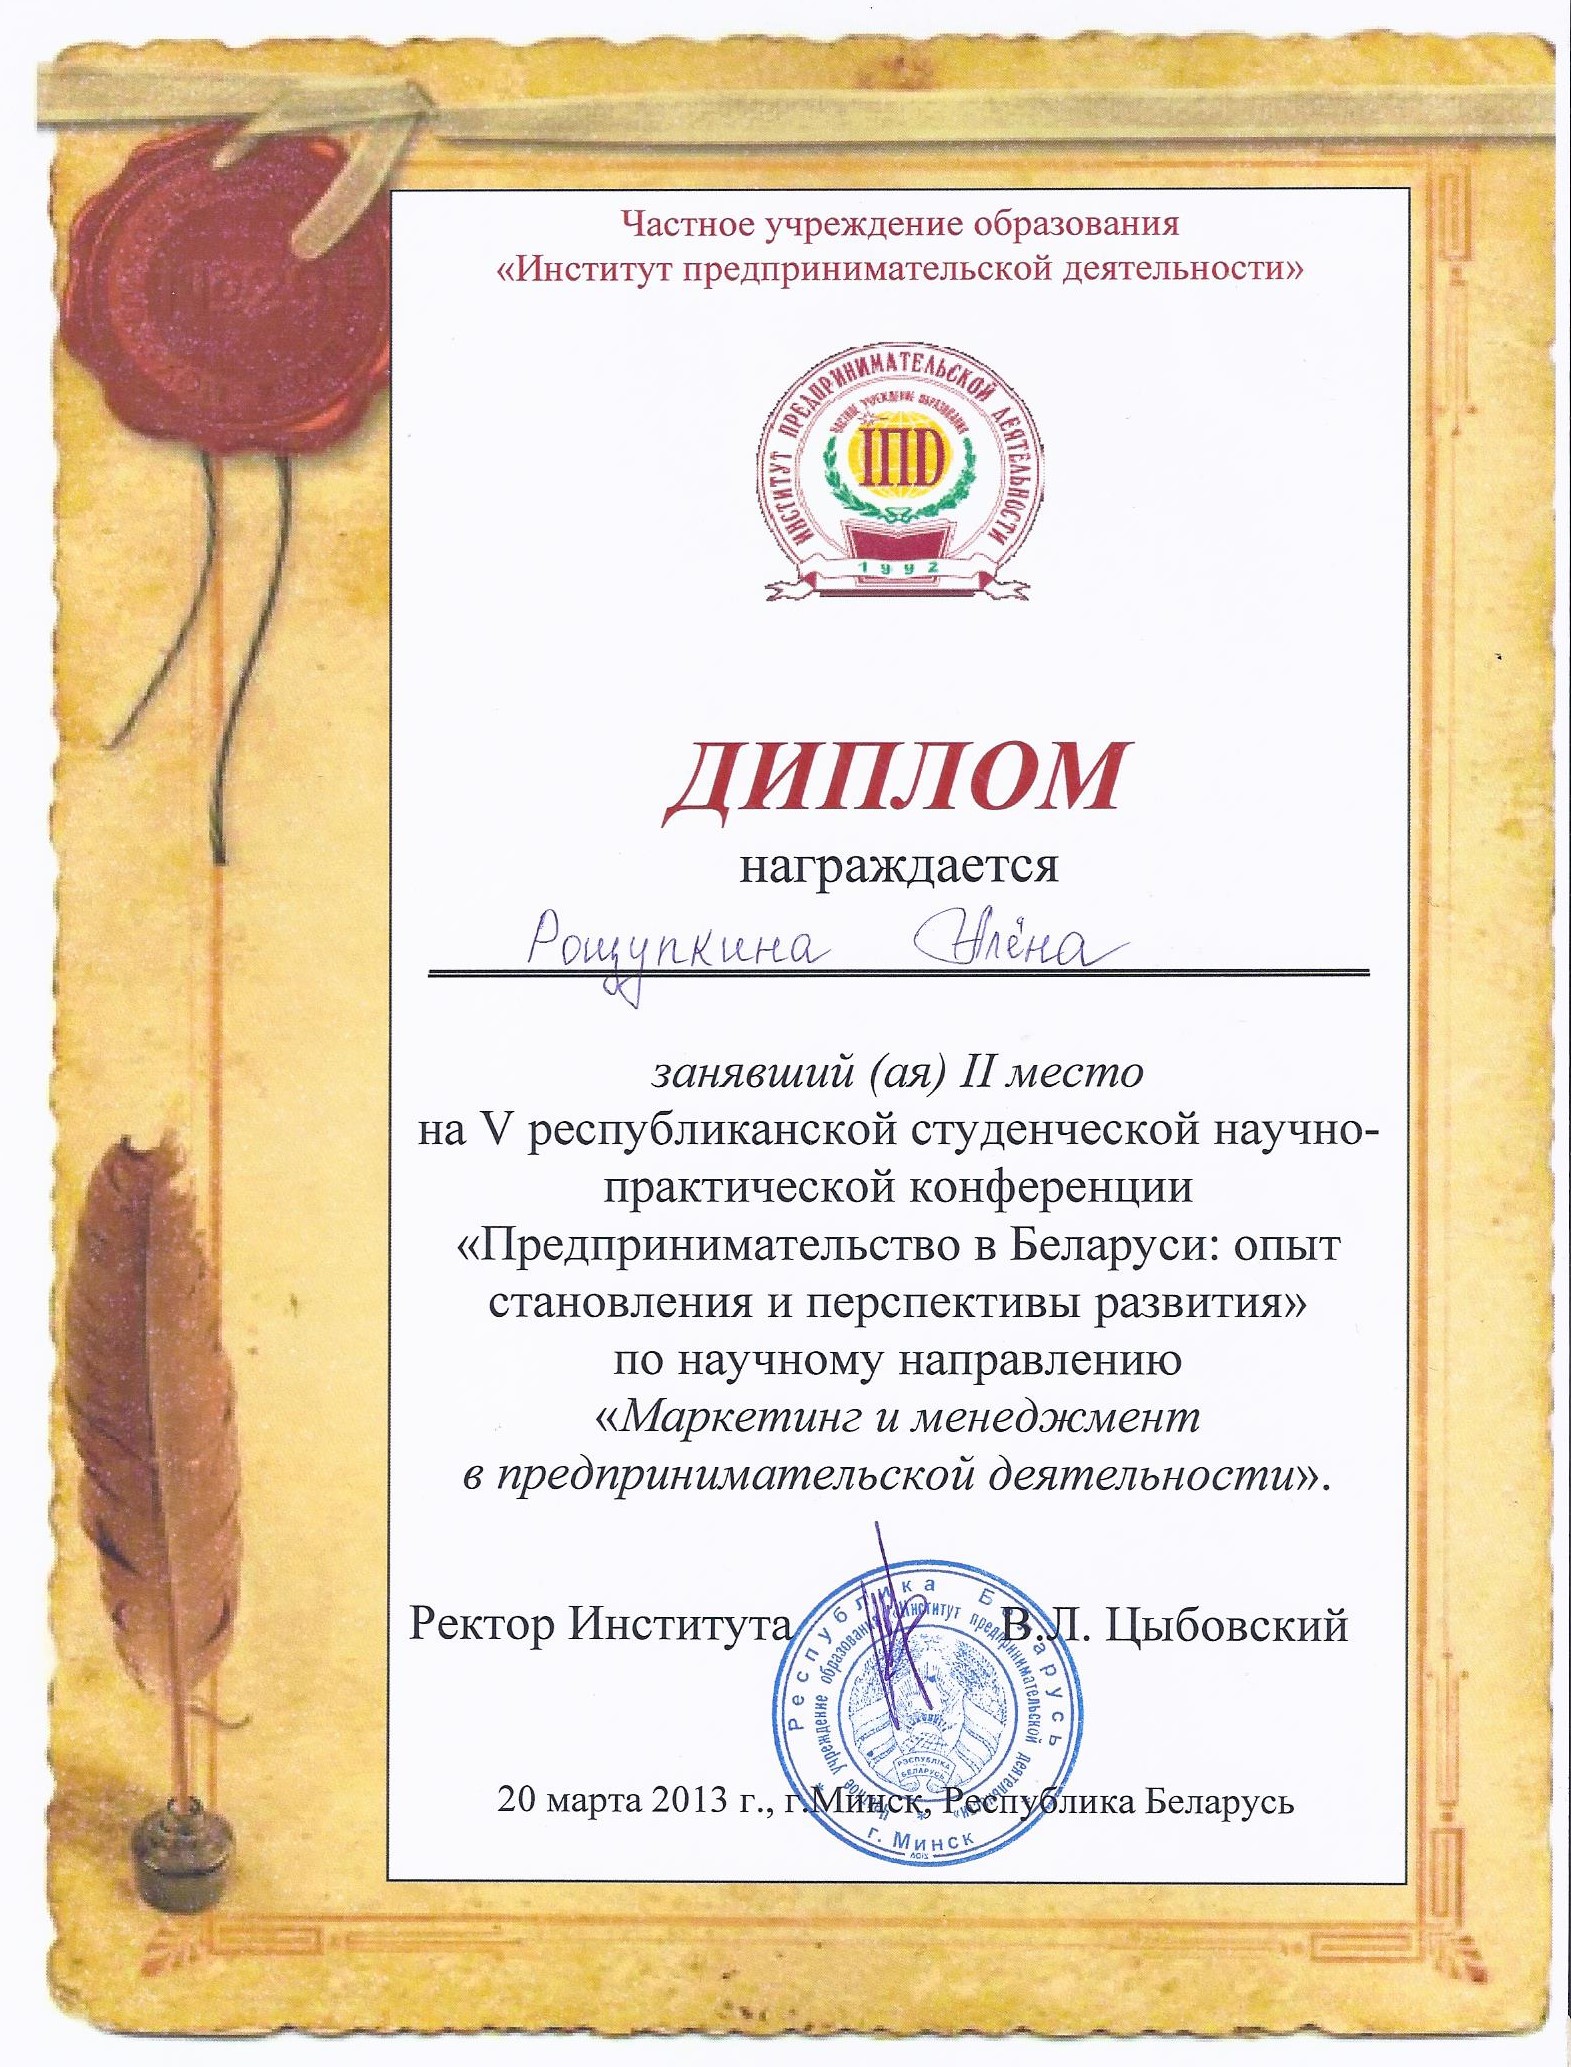 Частное учреждение образования
«Институт предпринимательской деятельности»
ИНСТИТУТ ПРЕДПРИНИМАТЕЛЬСКОЙ ДЕЯТЕЛЬНОСТИ
ЧАСТНОЕ УЧРЕЖДЕНИЕ ОБРАЗОВАНИЯ
ІПD
1992
ДИПЛОМ
награждается
Рощупкина Алёна
занявший (ая) II место
на V республиканской студенческой научно-
практической конференции
«Предпринимательство в Беларуси: опыт
становления и перспективы развития»
по научному направлению
«Маркетинг и менеджмент
в предпринимательской деятельности».
Ректор Института В.Л. Цыбовский
Республика Беларусь
Частное учреждение образования «Институт предпринимательской деятельности»
РЭСПУБЛІКА
БЕЛАРУСЬ
20 марта 2013 г., г.Минск, Республика Беларусь
г. Минск